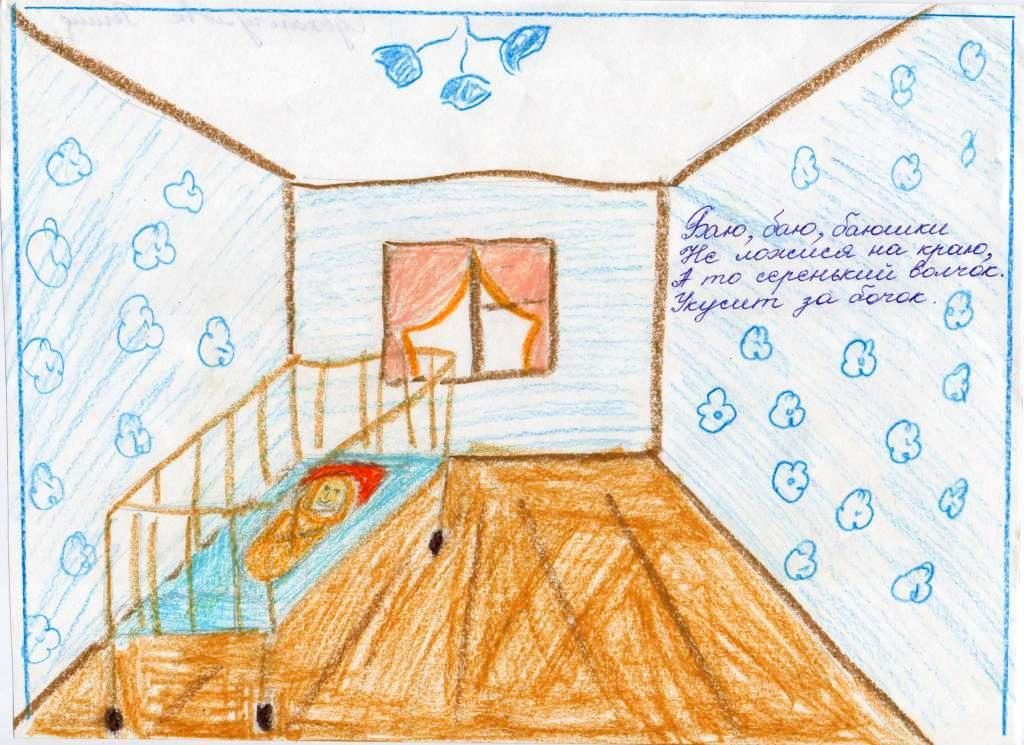 Баю, баю, баюшки
Не ложися на краю,
А то серенький волчок.
Укусит за бочок.